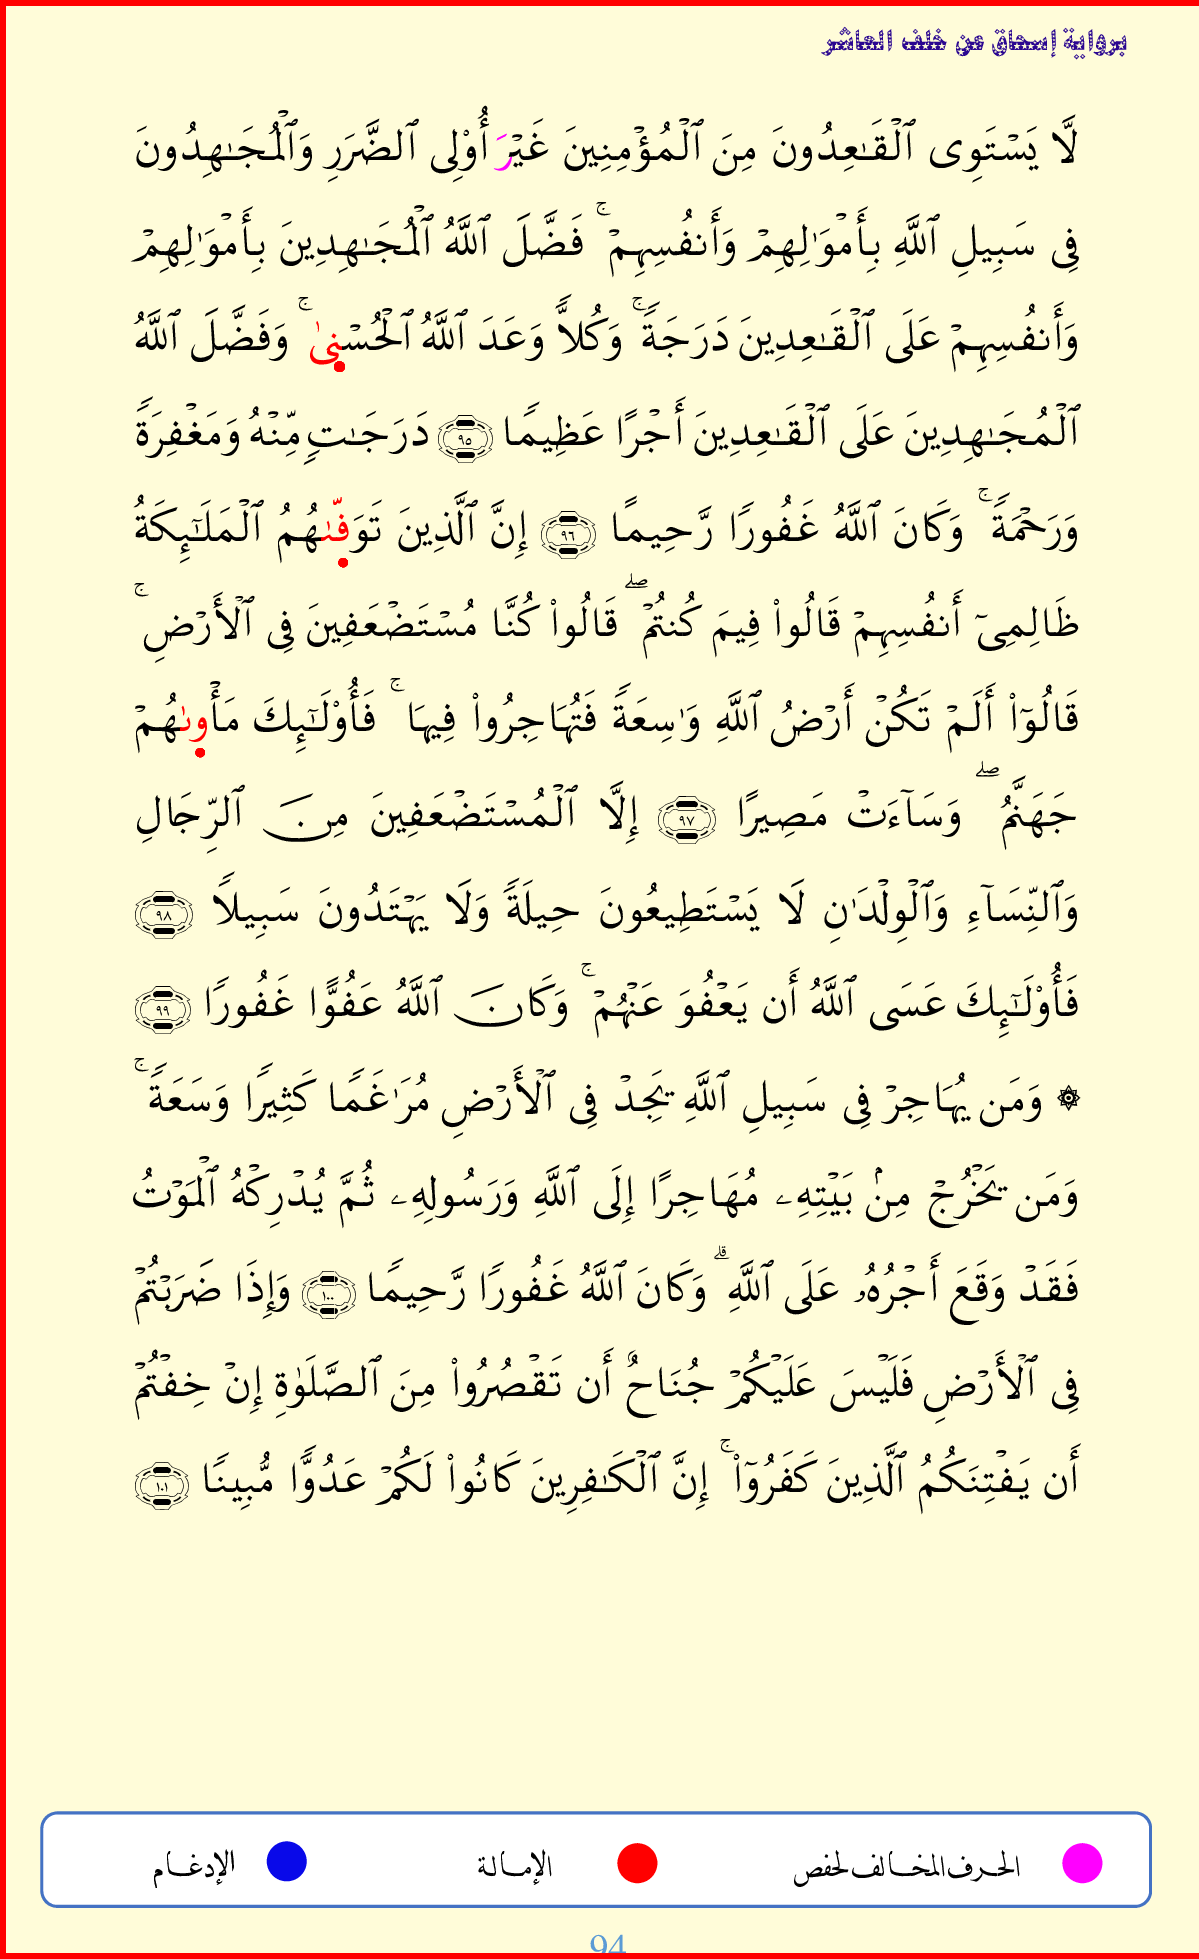 برواية إسحاق عن خلف العاشر
لَّا يَسْتَوِى ٱلْقَـٰعِدُونَ مِنَ ٱلْمُؤْمِنِينَ غَيْرَ أُوْلِى ٱلضَّرَرِ وَٱلْمُجَـٰهِدُونَ
فِى سَبِيلِ ٱللَّهِ بِأَمْوَٰلِهِمْ وَأَنفُسِهِمْ ۚ فَضَّلَ ٱللَّهُ ٱلْمُجَـٰهِدِينَ بِأَمْوَٰلِهِمْ
وَأَنفُسِهِمْ عَلَى ٱلْقَـٰعِدِينَ دَرَجَةً ۚ وَكُلاًّ وَعَدَ ٱللَّهُ ٱلْحُسْنِىٰ ۚ وَفَضَّلَ ٱللَّهُ
ٱلْمُجَـٰهِدِينَ عَلَى ٱلْقَـٰعِدِينَ أَجْرًا عَظِيمًا ٩٥ دَرَجَـٰتٍ مِّنْهُ وَمَغْفِرَةً
وَرَحْمَةً ۚ وَكَانَ ٱللَّهُ غَفُورًا رَّحِيمًا ٩٦ إِنَّ ٱلَّذِينَ تَوَفّىٰهُمُ ٱلْمَلَـٰٓئِكَةُ
ظَالِمِىٓ أَنفُسِهِمْ قَالُوا۟ فِيمَ كُنتُمْ ۖ قَالُوا۟ كُنَّا مُسْتَضْعَفِينَ فِى ٱلْأَرْضِ ۚ
قَالُوٓا۟ أَلَمْ تَكُنْ أَرْضُ ٱللَّهِ وَٰسِعَةً فَتُهَاجِرُوا۟ فِيهَا ۚ فَأُو۟لَـٰٓئِكَ مَأْوىٰهُمْ
جَهَنَّمُ ۖ وَسَآءَتْ مَصِيرًا ٩٧ إِلَّا ٱلْمُسْتَضْعَفِينَ مِنَ ٱلرِّجَالِ
وَٱلنِّسَآءِ وَٱلْوِلْدَٰنِ لَا يَسْتَطِيعُونَ حِيلَةً وَلَا يَهْتَدُونَ سَبِيلاً ٩٨
فَأُو۟لَـٰٓئِكَ عَسَى ٱللَّهُ أَن يَعْفُوَ عَنْهُمْ ۚ وَكَانَ ٱللَّهُ عَفُوًّا غَفُورًا ٩٩
۞ وَمَن يُهَاجِرْ فِى سَبِيلِ ٱللَّهِ يَجِدْ فِى ٱلْأَرْضِ مُرَٰغَمًا كَثِيرًا وَسَعَةً ۚ
وَمَن يَخْرُجْ مِنۢ بَيْتِهِۦ مُهَاجِرًا إِلَى ٱللَّهِ وَرَسُولِهِۦ ثُمَّ يُدْرِكْهُ ٱلْمَوْتُ
فَقَدْ وَقَعَ أَجْرُهُۥ عَلَى ٱللَّهِ ۗ وَكَانَ ٱللَّهُ غَفُورًا رَّحِيمًا ١٠٠ وَإِذَا ضَرَبْتُمْ
فِى ٱلْأَرْضِ فَلَيْسَ عَلَيْكُمْ جُنَاحٌ أَن تَقْصُرُوا۟ مِنَ ٱلصَّلَوٰةِ إِنْ خِفْتُمْ
أَن يَفْتِنَكُمُ ٱلَّذِينَ كَفَرُوٓا۟ ۚ إِنَّ ٱلْكَـٰفِرِينَ كَانُوا۟ لَكُمْ عَدُوًّا مُّبِينًا ١٠١
الحرف المخالف لحفص الإمالة الإدغام
94